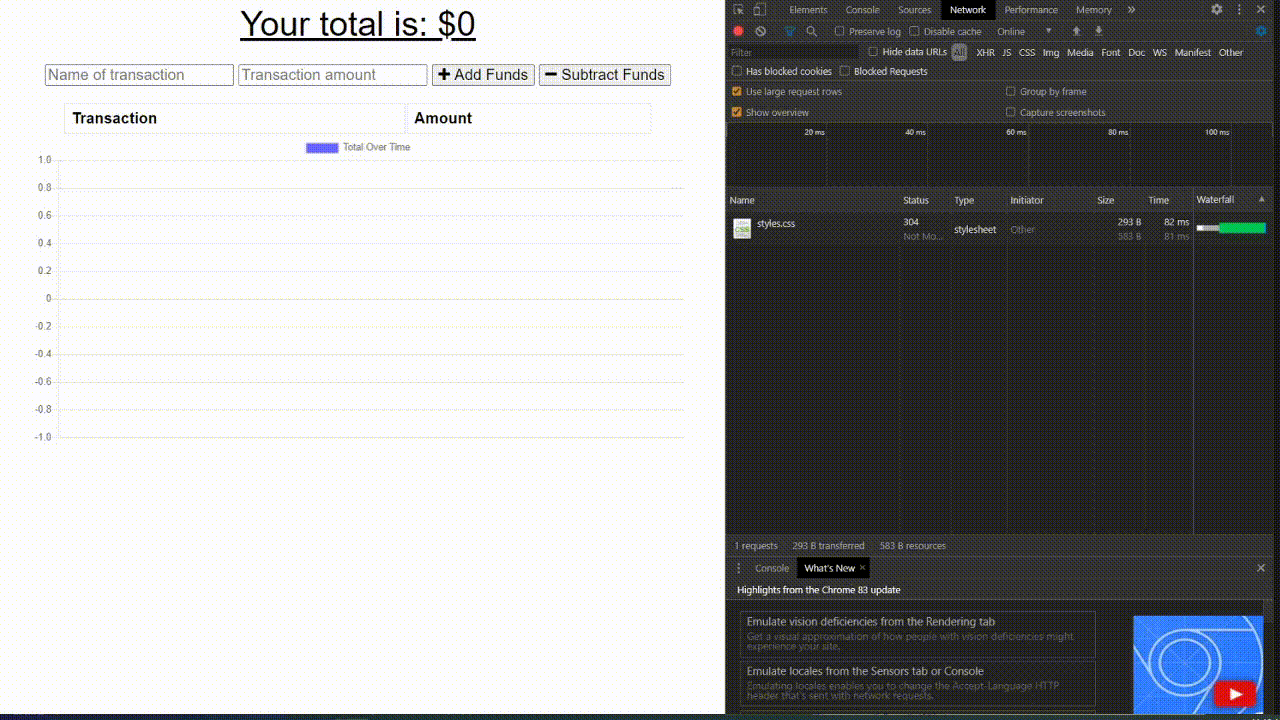 Your total is: $0
Name of transaction Transaction amount + Add Funds − Subtract Funds
Transaction Amount
Total Over Time
1.0
0.8
0.6
0.4
0.2
0
-0.2
-0.4
-0.6
-0.8
-1.0
Elements Console Sources Network Performance Memory »
Preserve log Disable cache Online
Filter Hide data URLs All XHR JS CSS Img Media Font Doc WS Manifest Other
Has blocked cookies Blocked Requests
Use large request rows Group by frame
Show overview Capture screenshots
20 ms 40 ms 60 ms 80 ms 100 ms
Name Status Type Initiator Size Time Waterfall
styles.css 304 stylesheet Other 293 B 82 ms
Not Mo... 583 B 81 ms
1 requests 293 B transferred 583 B resources
Console What's New ×
Highlights from the Chrome 83 update
Emulate vision deficiencies from the Rendering tab
Get a visual approximation of how people with vision deficiencies might
experience your site.
Emulate locales from the Sensors tab or Console
Emulating locales enables you to change the Accept-Language HTTP
header that's sent with network requests.